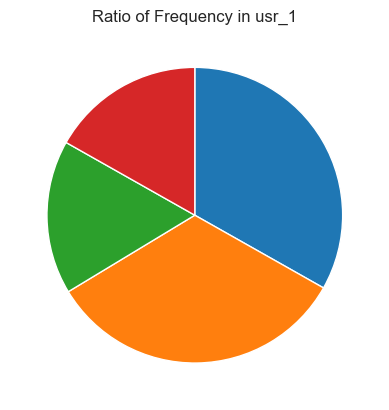 Ratio of Frequency in usr_1